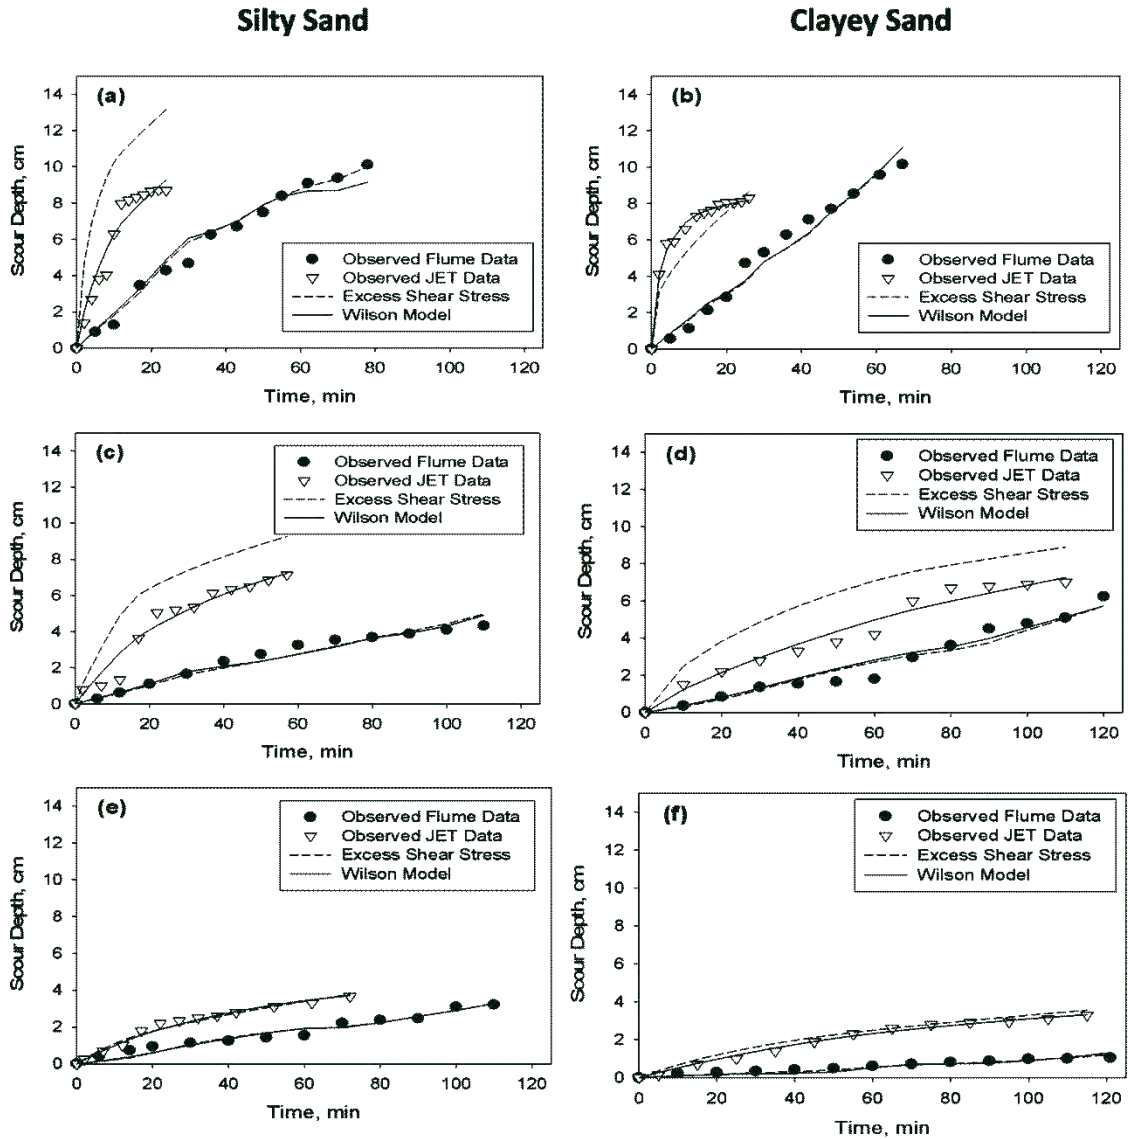 Silty Sand
Clayey Sand
(a)
14
12
10
8
6
4
2
0
Scour Depth, cm
Observed Flume Data
Observed JET Data
Excess Shear Stress
Wilson Model
0 20 40 60 80 100 120
Time, min
(b)
14
12
10
8
6
4
2
0
Scour Depth, cm
Observed Flume Data
Observed JET Data
Excess Shear Stress
Wilson Model
0 20 40 60 80 100 120
Time, min
(c)
14
12
10
8
6
4
2
0
Scour Depth, cm
Observed Flume Data
Observed JET Data
Excess Shear Stress
Wilson Model
0 20 40 60 80 100 120
Time, min
(d)
14
12
10
8
6
4
2
0
Scour Depth, cm
Observed Flume Data
Observed JET Data
Excess Shear Stress
Wilson Model
0 20 40 60 80 100 120
Time, min
(e)
14
12
10
8
6
4
2
0
Scour Depth, cm
Observed Flume Data
Observed JET Data
Excess Shear Stress
Wilson Model
0 20 40 60 80 100 120
Time, min
(f)
14
12
10
8
6
4
2
0
Scour Depth, cm
Observed Flume Data
Observed JET Data
Excess Shear Stress
Wilson Model
0 20 40 60 80 100 120
Time, min